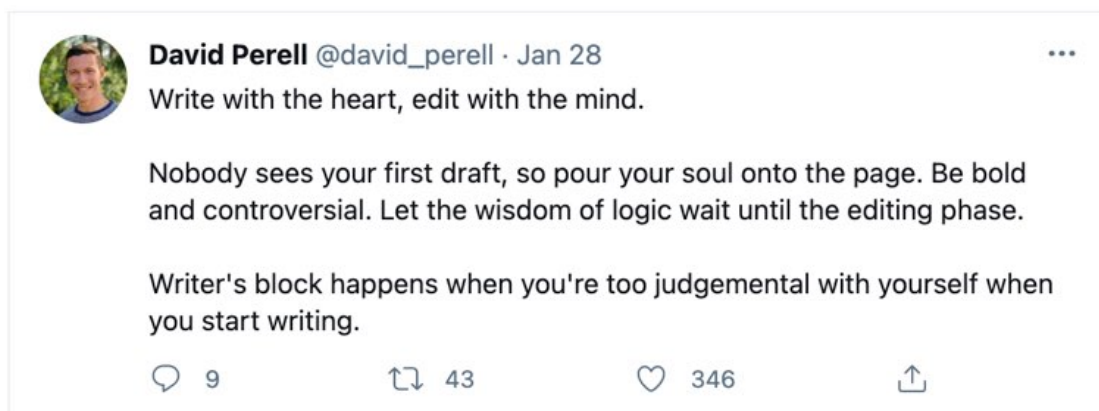 David Perell @david_perell · Jan 28
Write with the heart, edit with the mind.
Nobody sees your first draft, so pour your soul onto the page. Be bold
and controversial. Let the wisdom of logic wait until the editing phase.
Writer's block happens when you're too judgemental with yourself when
you start writing.
9 43 346